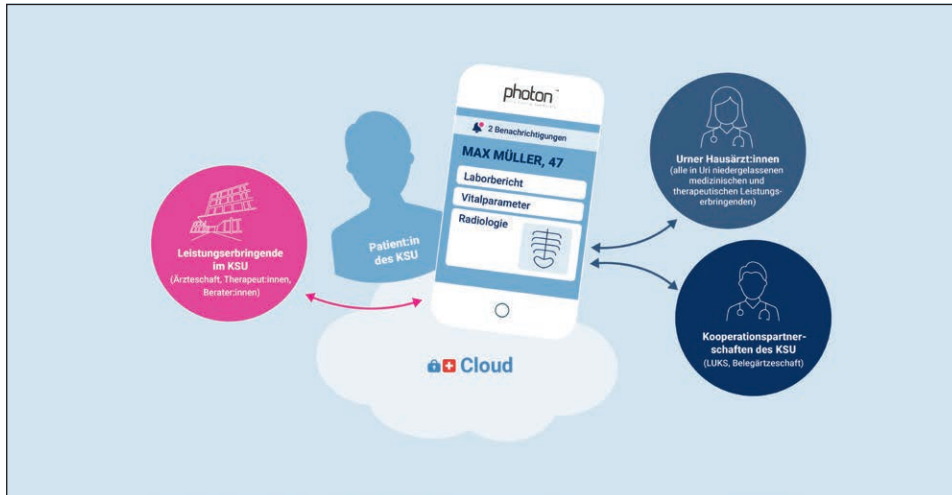 photon™
2 Benachrichtigungen
MAX MÜLLER, 47
Laborbericht
Vitalparameter
Radiologie
Patient:in
des KSU
Leistungserbringende
im KSU
(Ärzteschaft, Therapeut:innen,
Berater:innen)
Urner Hausärzt:innen
(alle in Uri niedergelassenen
medizinischen und
therapeutischen Leistungs-
erbringenden)
Kooperationspartner-
schaften des KSU
(LUKS, Belegärtzeschaft)
Cloud